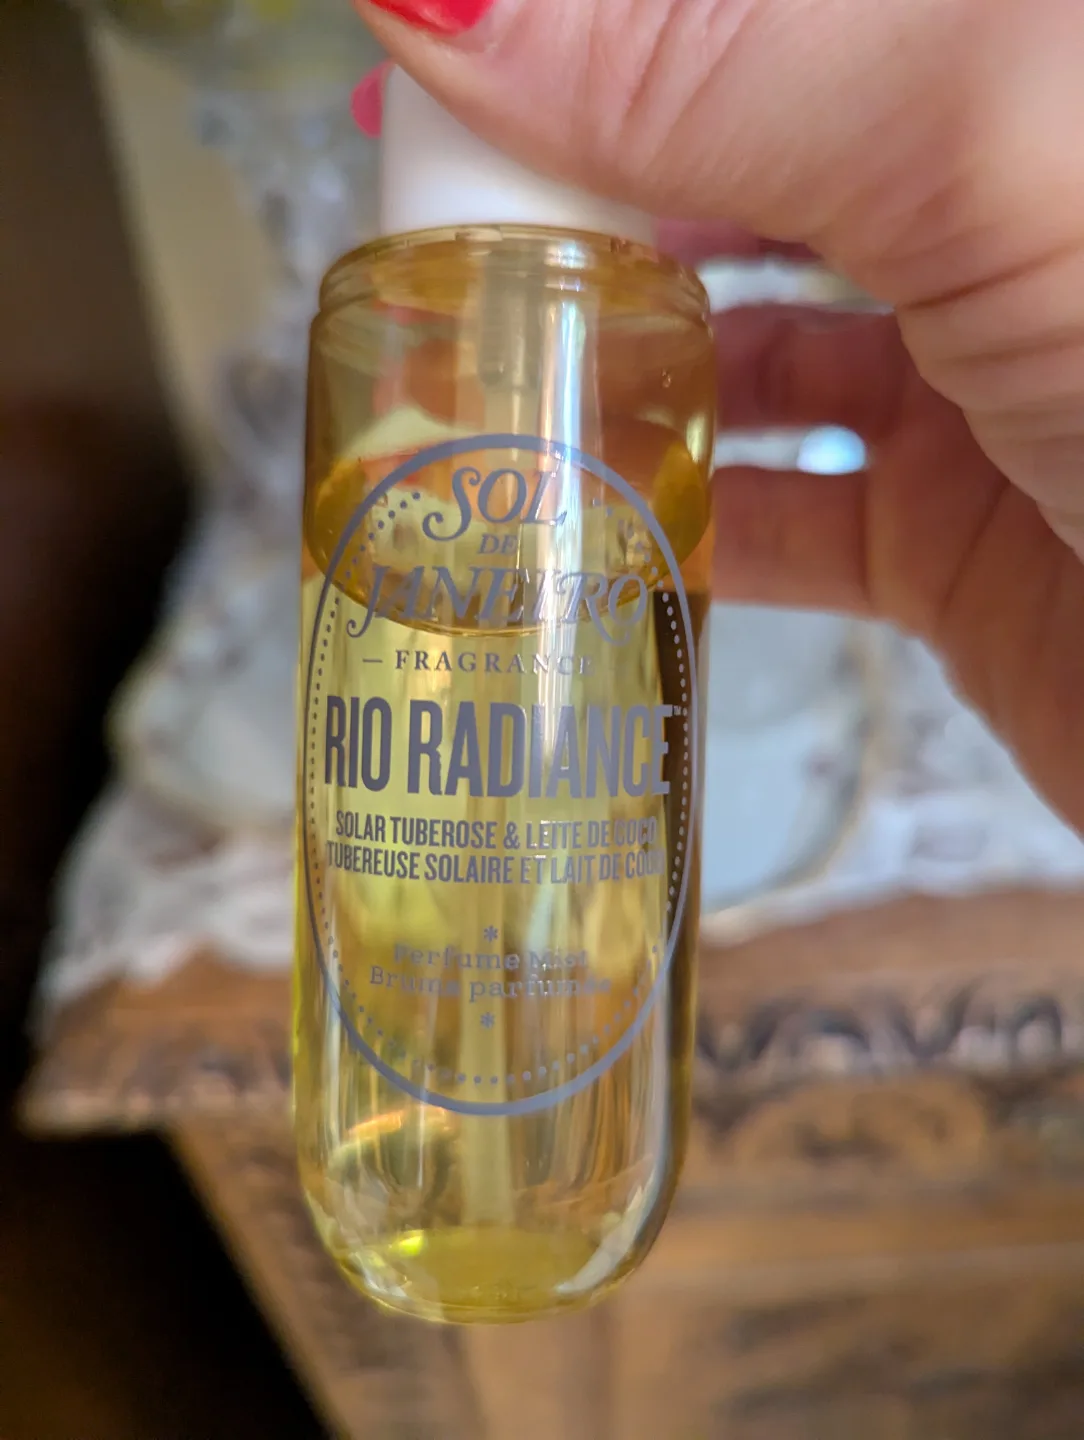 SOL
DE
JANEIRO
— FRAGRANCE —
RIO RADIANCE™
SOLAR TUBEROSE & LEITE DE COCO
TUBEREUSE SOLAIRE ET LAIT DE COCO
*
Perfume Mist
Brume parfumée
*